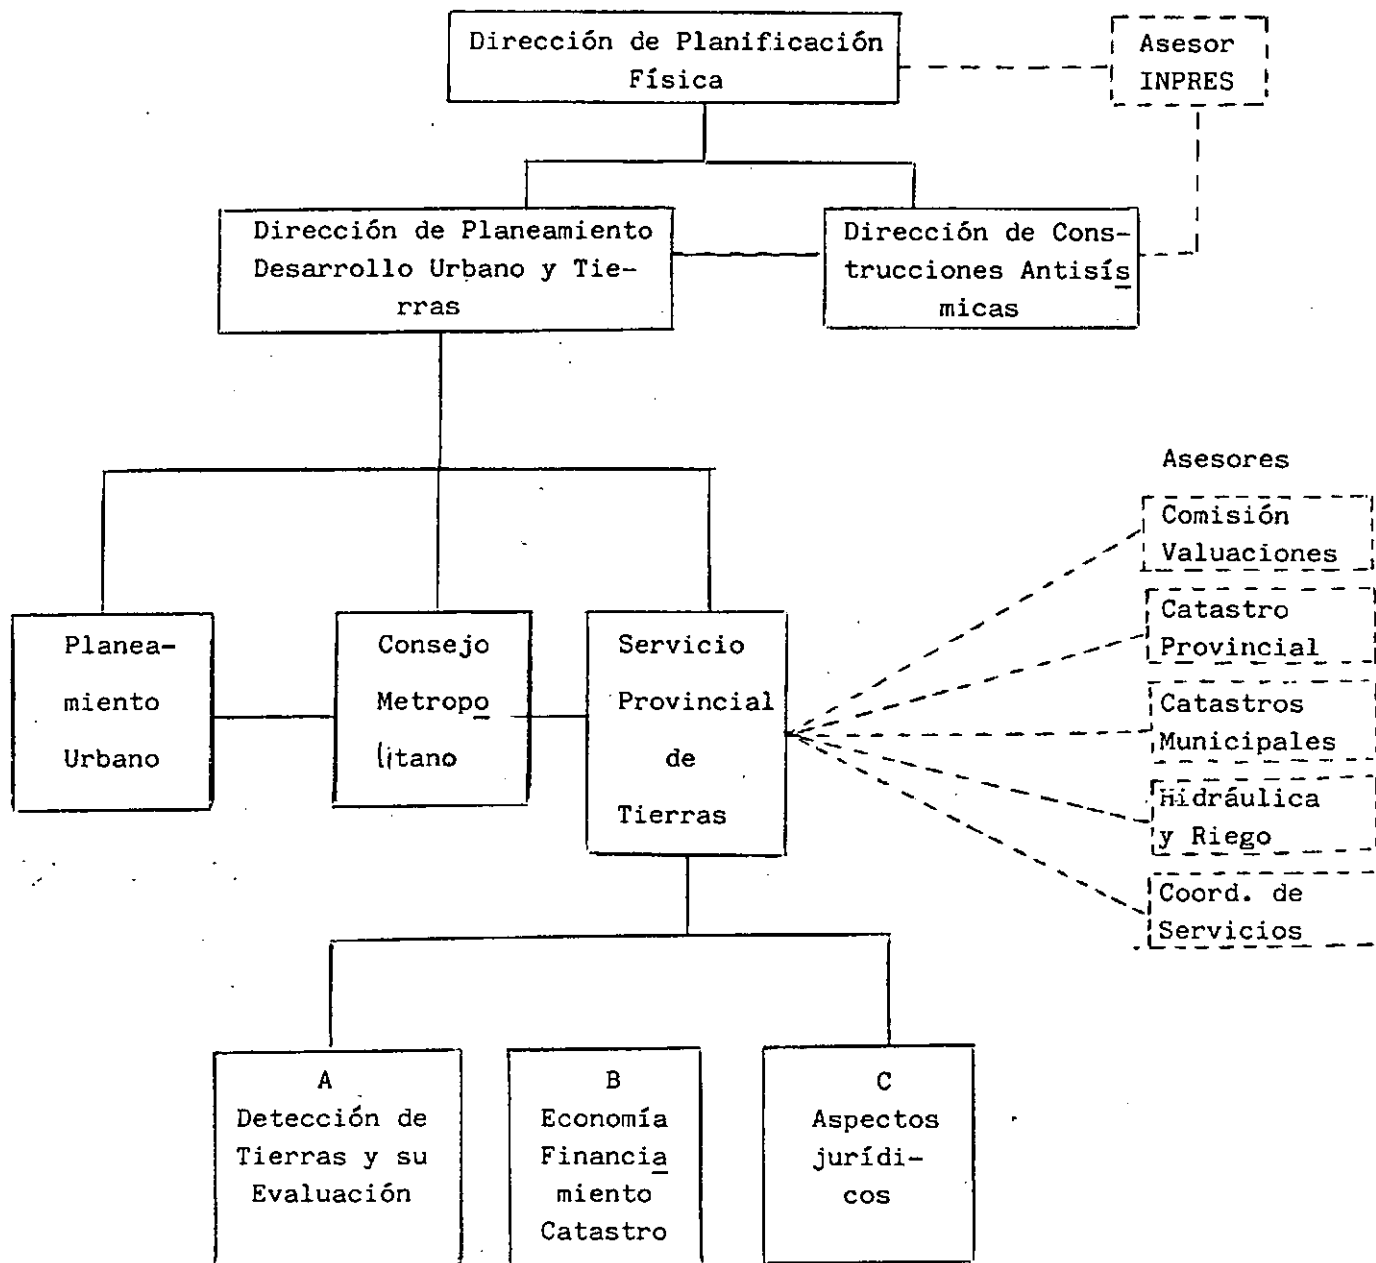 Dirección de Planificación
Física
Asesor
INPRES
Dirección de Planeamiento
Desarrollo Urbano y Tie-
rras
Dirección de Cons-
trucciones Antisís
micas
Asesores
Comisión
Valuaciones
Catastro
Provincial
Catastros
Municipales
Hidráulica
y Riego
Coord. de
Servicios
Planea-
miento
Urbano
Consejo
Metropo
litano
Servicio
Provincial
de
Tierras
A
Detección de
Tierras y su
Evaluación
B
Economía
Financia
miento
Catastro
C
Aspectos
jurídi-
cos